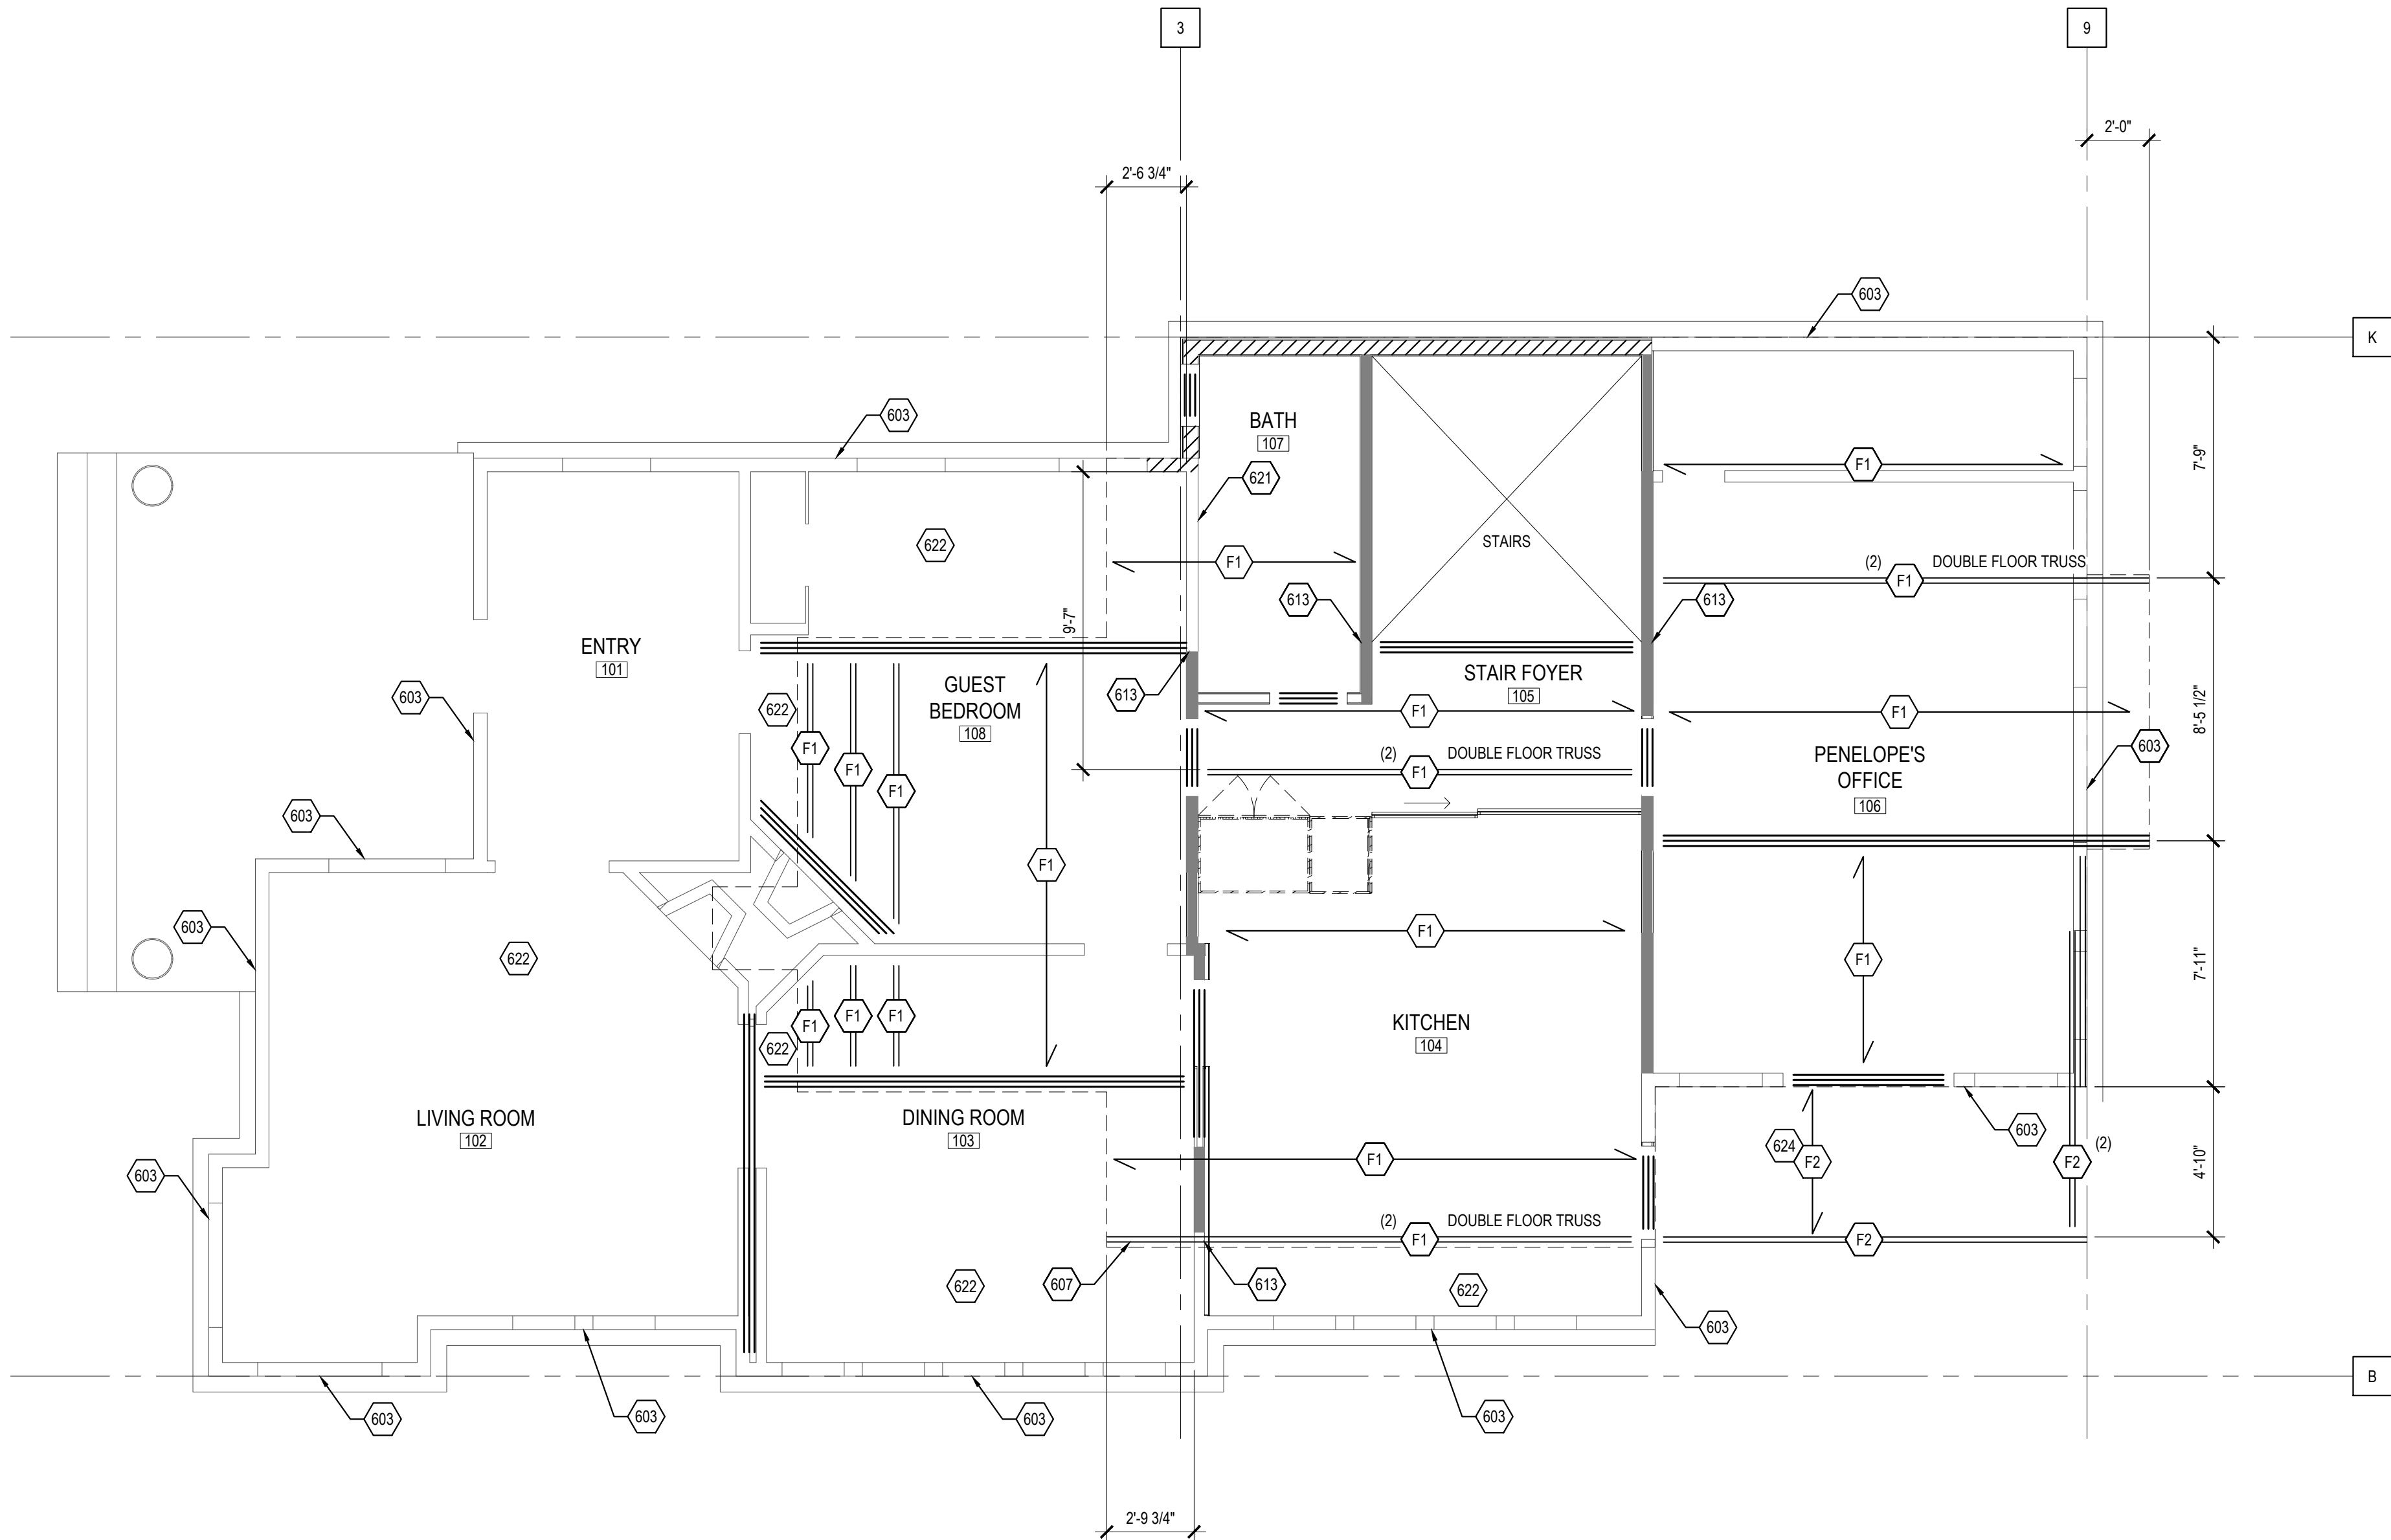 3
9
2'-0"
2'-6 3/4"
603
K
603
BATH
107
621
F1
7'-9"
622
STAIRS
F1
(2)
DOUBLE FLOOR TRUSS
F1
613
613
9'-7"
ENTRY
101
STAIR FOYER
105
GUEST
BEDROOM
108
613
603
622
F1
F1
8'-5 1/2"
F1
603
(2)
DOUBLE FLOOR TRUSS
PENELOPE'S
OFFICE
106
F1
F1
F1
603
F1
603
F1
622
F1
7'-11"
F1
F1
F1
KITCHEN
104
622
LIVING ROOM
102
DINING ROOM
103
603
624
F2
(2)
F2
F1
603
4'-10"
(2)
DOUBLE FLOOR TRUSS
F1
F2
607
613
622
622
603
B
603
603
603
603
2'-9 3/4"